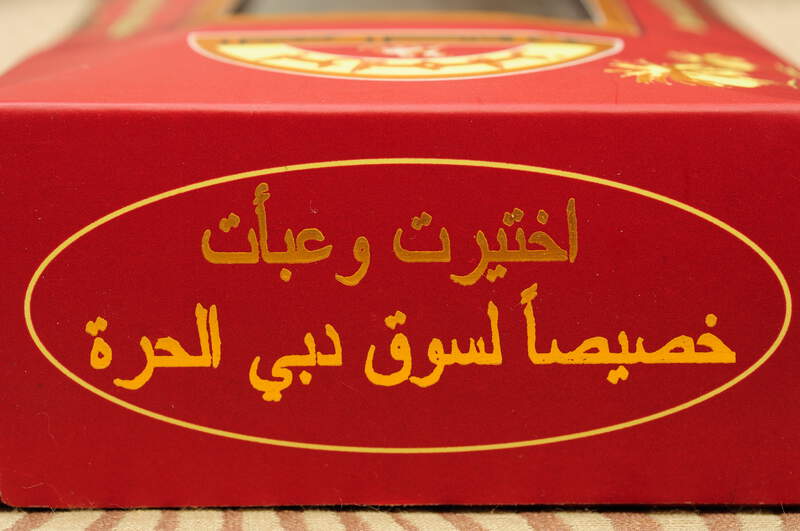 اختيرت وعبأت
خصيصاً لسوق دبي الحرة